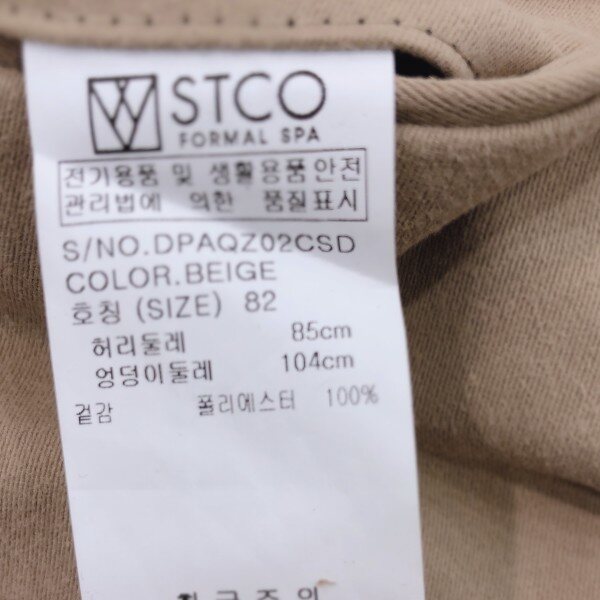 STCO
FORMAL SPA
전기용품 및 생활용품안전
관리법에 의한 품질표시
S/NO.DPAQZ02CSD
COLOR.BEIGE
호칭 (SIZE) 82
허리둘레 85cm
엉덩이둘레 104cm
겉감 폴리에스터 100%